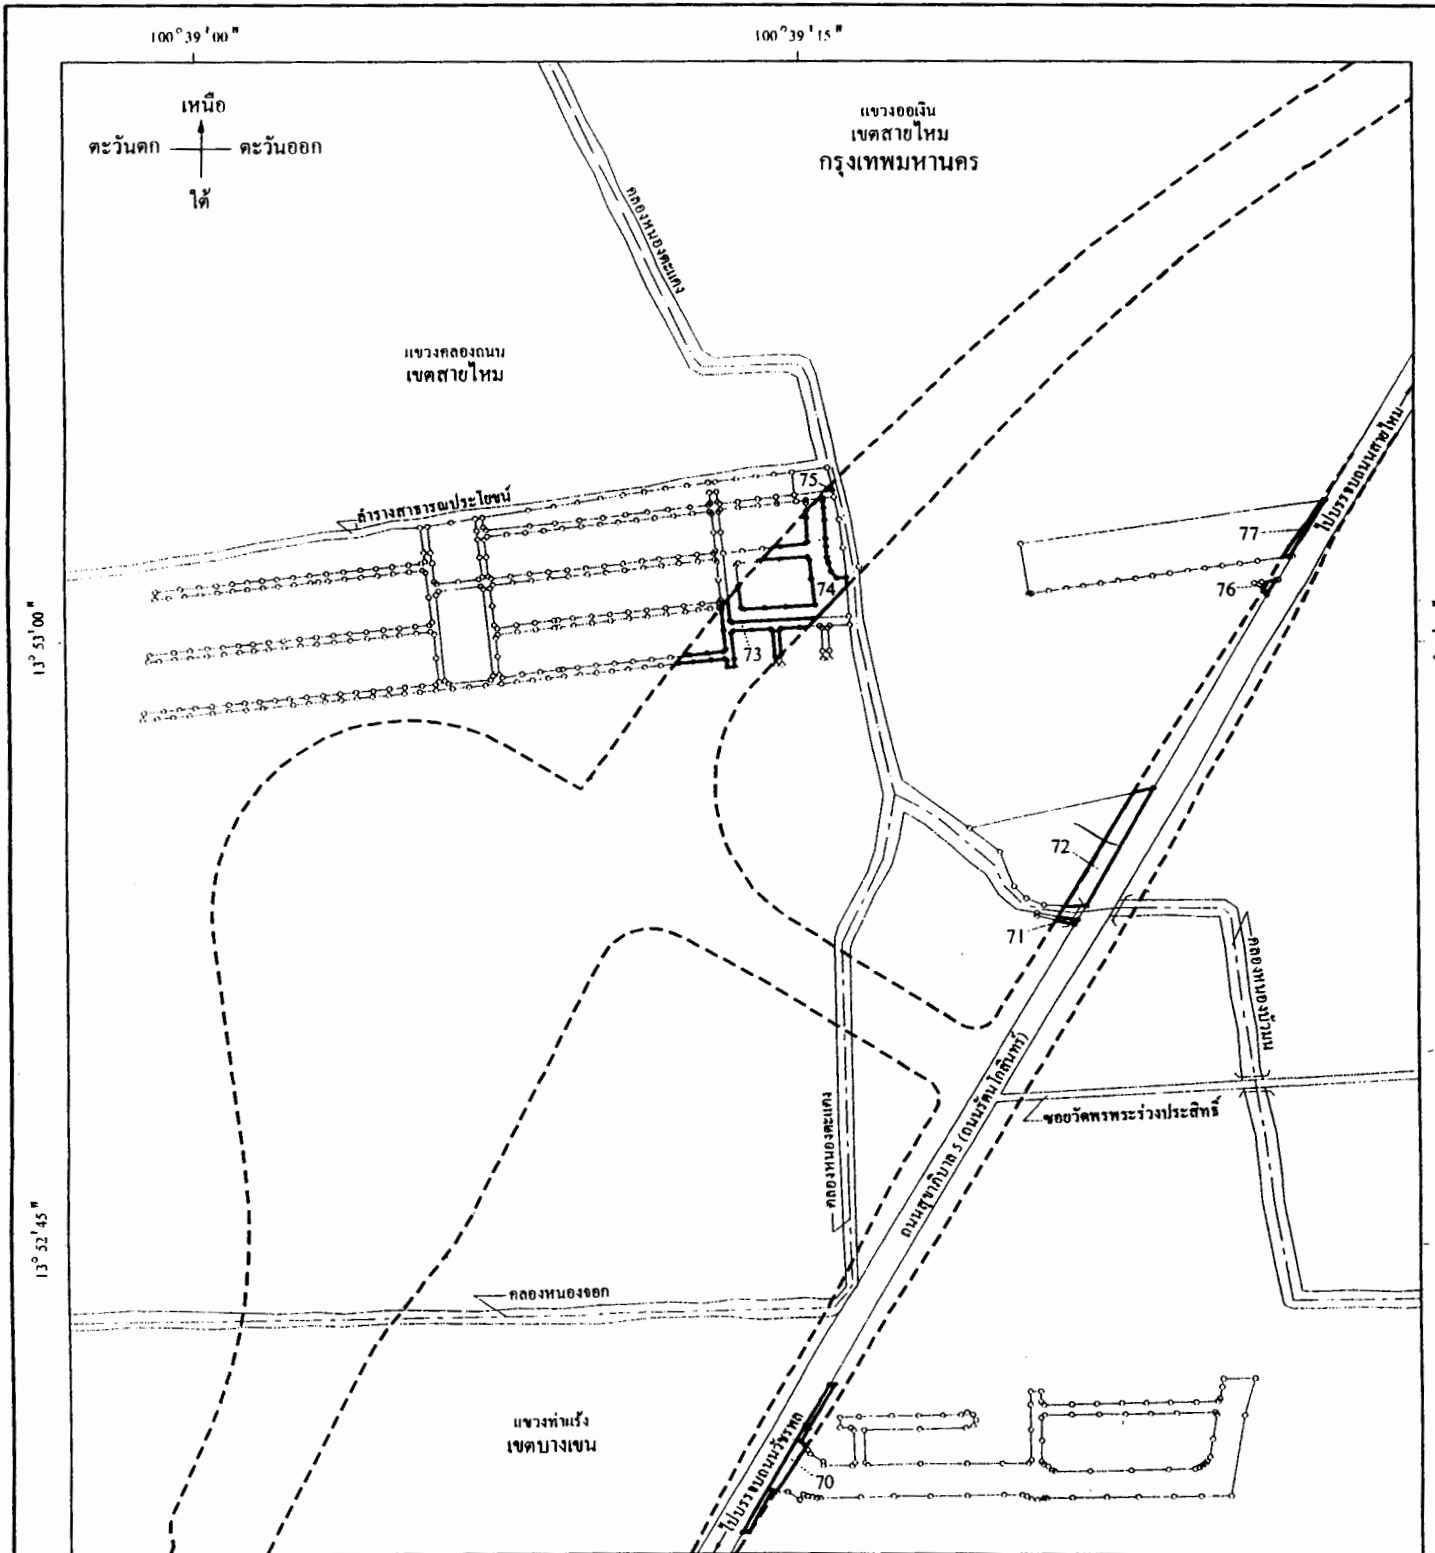 100°39'00"
100°39'15"
เหนือ
ตะวันตก
ตะวันออก
ใต้
แขวงออเงิน
เขตสายไหม
กรุงเทพมหานคร
คลองหนองตะแคง
แขวงคลองถนน
เขตสายไหม
ไปบรรจบถนนสายไหม
75
ลำรางสาธารณประโยชน์
77
76
74
73
13°53'00"
72
71
คลองหนองบัวมน
ถนนสุขาภิบาล 5 (ถนนรัตนโกสินทร์)
ซอยวัดพรพระร่วงประสิทธิ์
คลองหนองตะแคง
13°52'45"
คลองหนองจอก
แขวงท่าแร้ง
เขตบางเขน
ไปบรรจบถนนวัชรพล
70